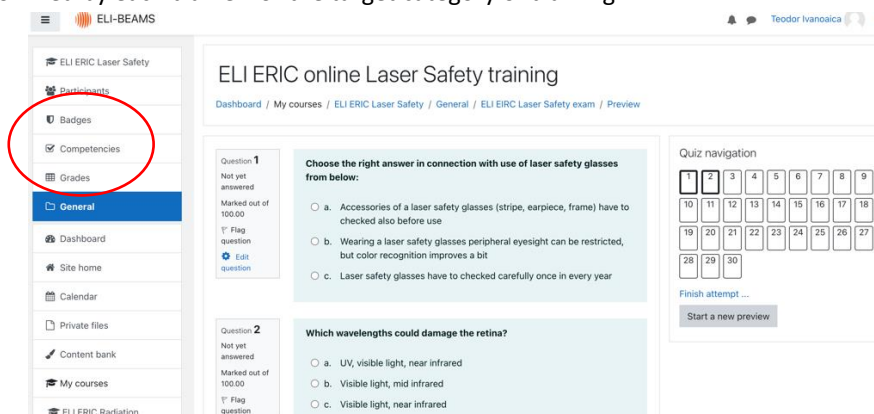 ELI-BEAMS
Teodor Ivanoaica
ELI ERIC Laser Safety
Participants
Badges
Competencies
Grades
General
Dashboard
Site home
Calendar
Private files
Content bank
My courses
ELI ERIC Radiation
ELI ERIC online Laser Safety training
Dashboard / My courses / ELI ERIC Laser Safety / General / ELI EIRC Laser Safety exam / Preview
Question 1
Not yet
answered
Marked out of
100.00
Flag
question
Edit
question
Choose the right answer in connection with use of laser safety glasses
from below:
a. Accessories of a laser safety glasses (stripe, earpiece, frame) have to
checked also before use
b. Wearing a laser safety glasses peripheral eyesight can be restricted,
but color recognition improves a bit
c. Laser safety glasses have to checked carefully once in every year
Question 2
Not yet
answered
Marked out of
100.00
Flag
question
Which wavelengths could damage the retina?
a. UV, visible light, near infrared
b. Visible light, mid infrared
c. Visible light, near infrared
Quiz navigation
1 2 3 4 5 6 7 8 9
10 11 12 13 14 15 16 17 18
19 20 21 22 23 24 25 26 27
28 29 30
Finish attempt ...
Start a new preview